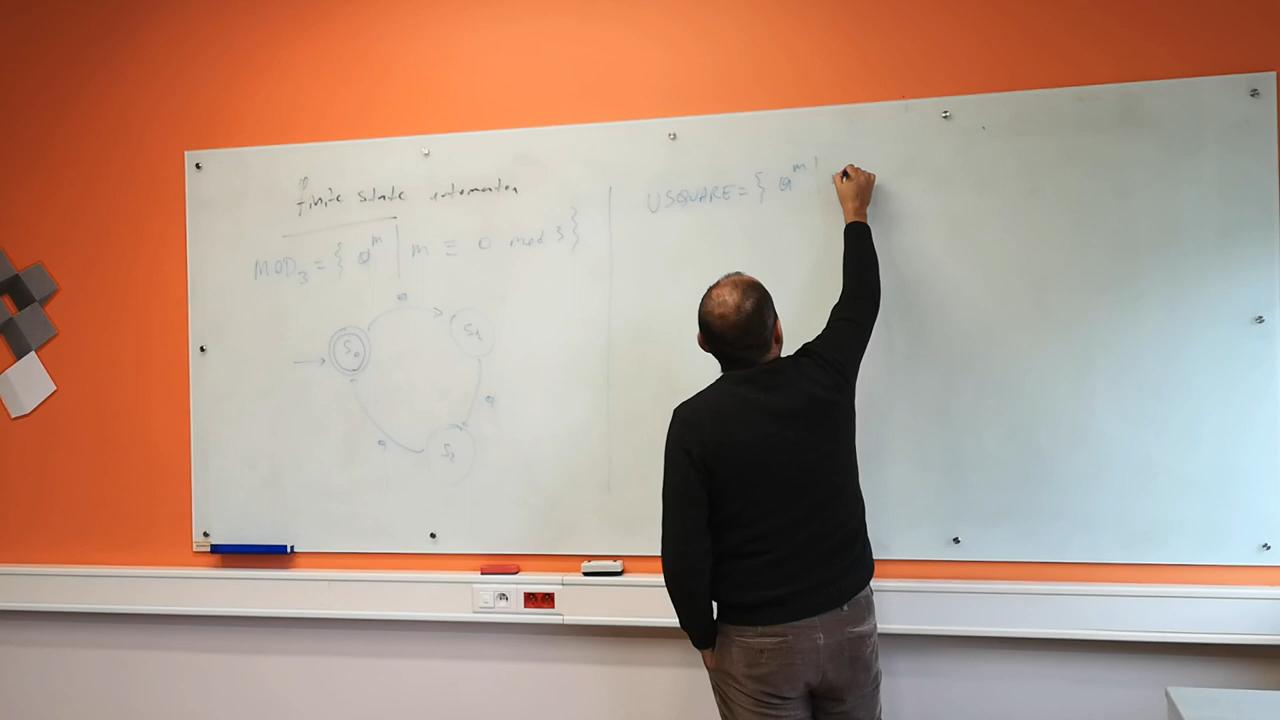 finite state automaton
MOD₃ = { a^m | m ≡ 0 mod 3 }
a
S₀
S₁
a
a
S₂
USQUARE = { a^m |